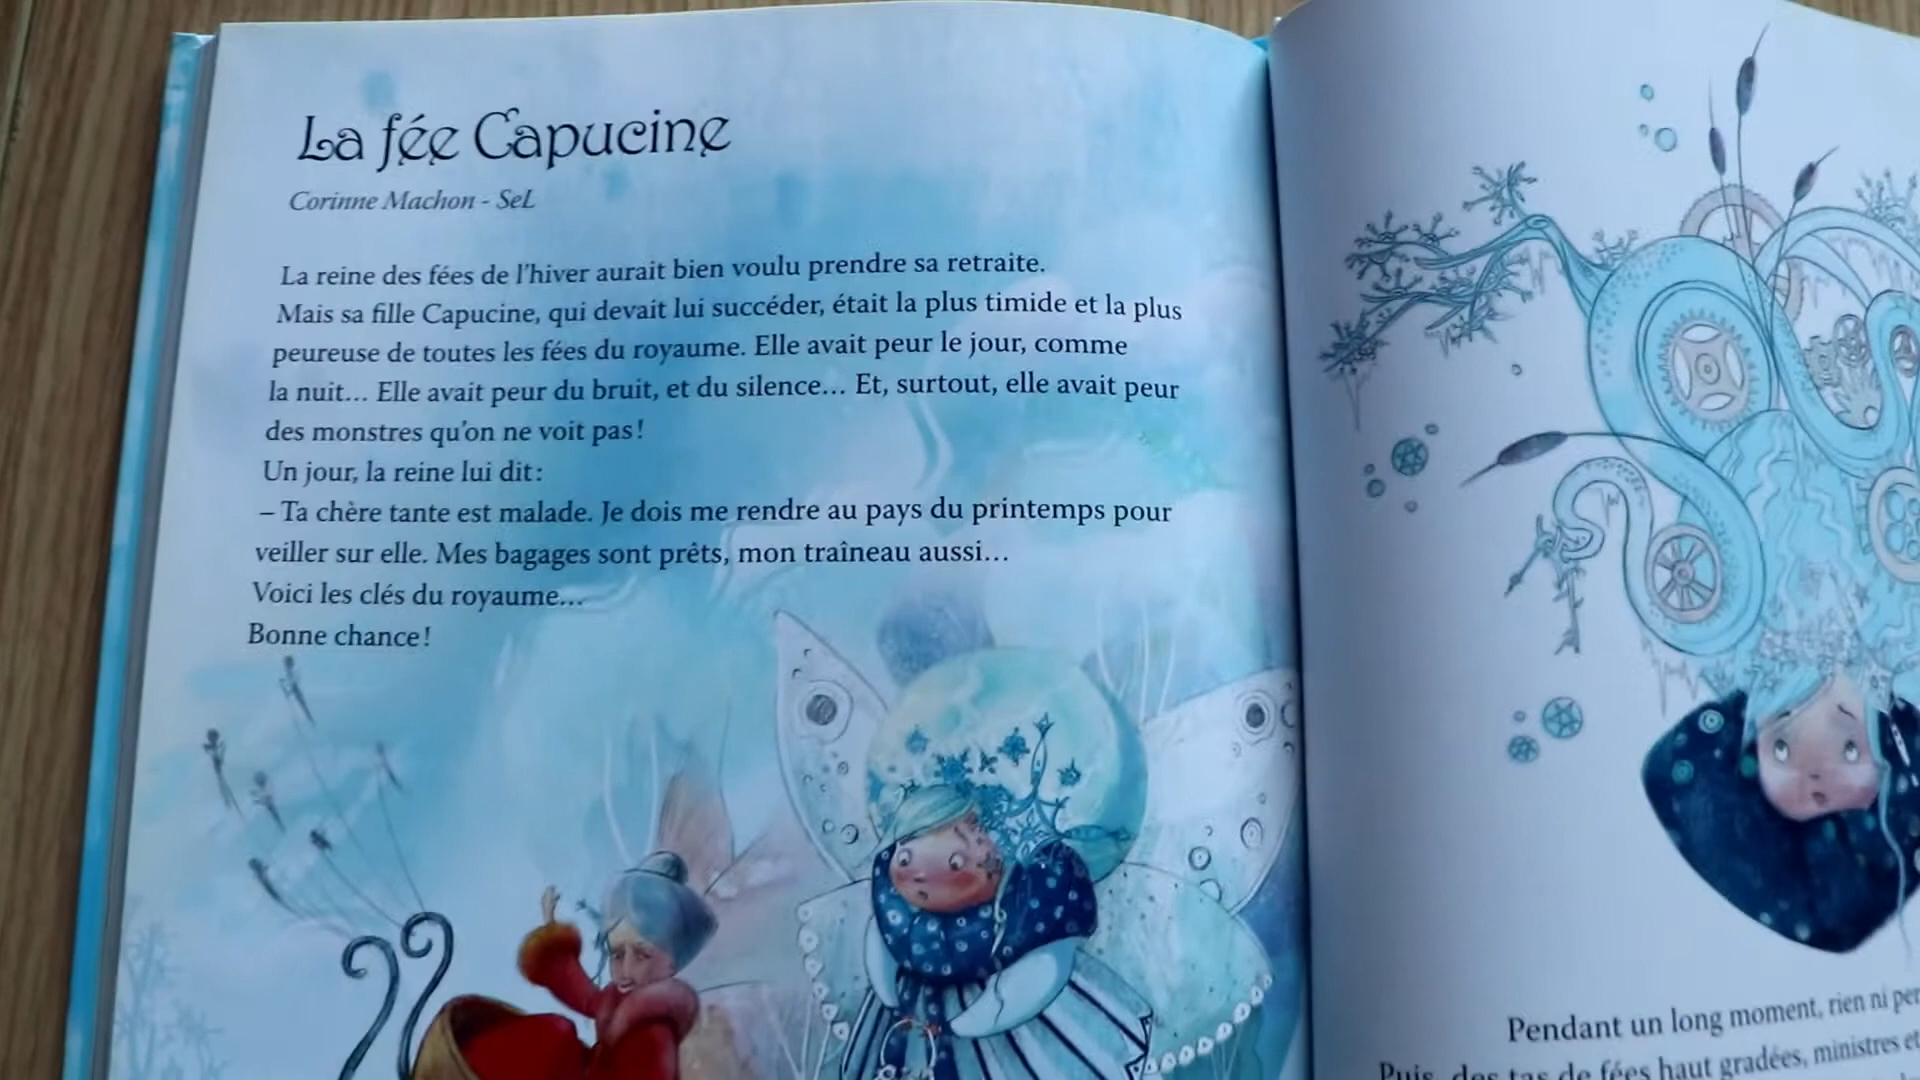 La fée Capucine
Corinne Machon - SeL
La reine des fées de l'hiver aurait bien voulu prendre sa retraite.
Mais sa fille Capucine, qui devait lui succéder, était la plus timide et la plus
peureuse de toutes les fées du royaume. Elle avait peur le jour, comme
la nuit... Elle avait peur du bruit, et du silence... Et, surtout, elle avait peur
des monstres qu'on ne voit pas !
Un jour, la reine lui dit :
– Ta chère tante est malade. Je dois me rendre au pays du printemps pour
veiller sur elle. Mes bagages sont prêts, mon traîneau aussi...
Voici les clés du royaume...
Bonne chance !
Pendant un long moment, rien ni
Puis, des tas de fées haut gradées, ministres et